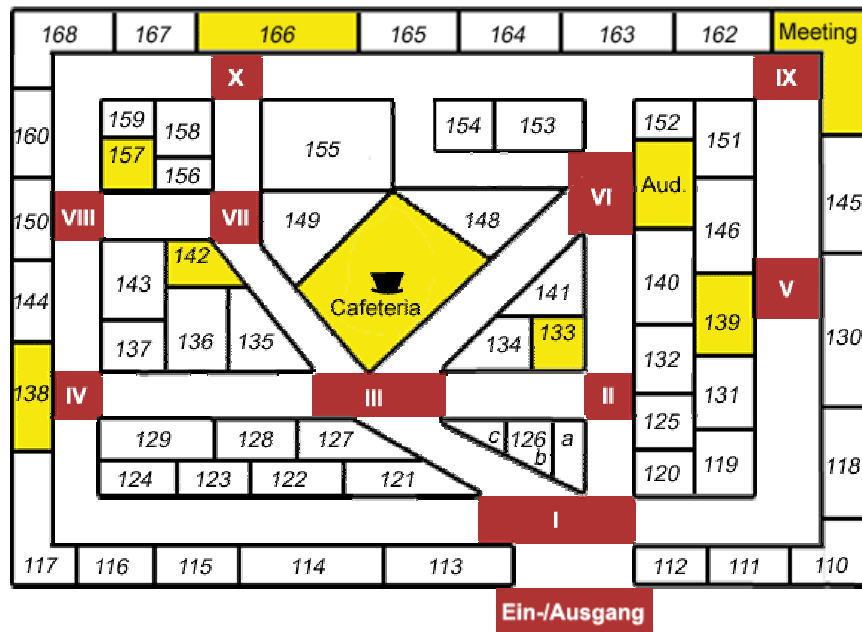 168 167 166 165 164 163 162 Meeting
X IX
159 158 155 154 153 152 151
160 157
156
VIII VII 149 148 VI Aud. 145
150
142 146
143 141 140 V
144 Cafeteria 139 130
137 136 135 134 133 132
138 IV III II 131
129 128 127 c 126 a 125
b
124 123 122 121 120 119 118
I
117 116 115 114 113 112 111 110
Ein-/Ausgang